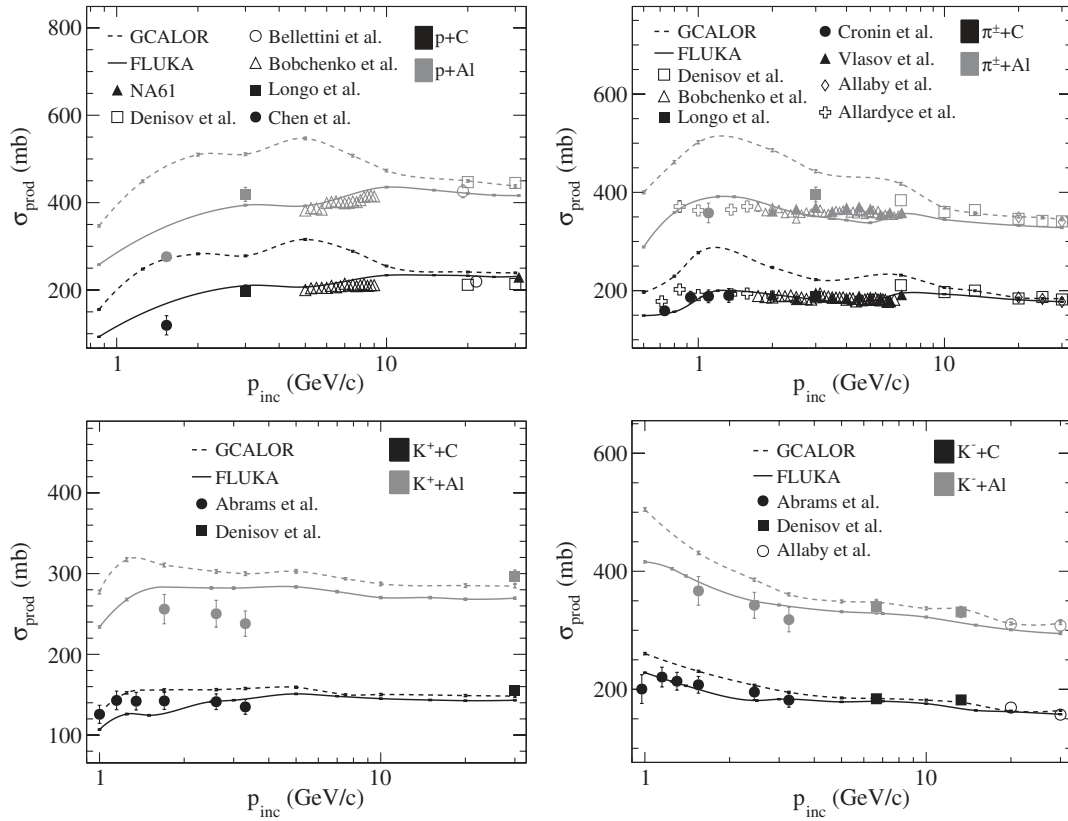 800
600
400
200
σprod (mb)
1
10
pinc (GeV/c)
GCALOR
FLUKA
NA61
Denisov et al.
Bellettini et al.
Bobchenko et al.
Longo et al.
Chen et al.
p+C
p+Al
600
400
200
σprod (mb)
1
10
pinc (GeV/c)
GCALOR
FLUKA
Denisov et al.
Bobchenko et al.
Longo et al.
Cronin et al.
Vlasov et al.
Allaby et al.
Allardyce et al.
π±+C
π±+Al
400
300
200
100
σprod (mb)
1
10
pinc (GeV/c)
GCALOR
FLUKA
Abrams et al.
Denisov et al.
K++C
K++Al
600
400
200
σprod (mb)
1
10
pinc (GeV/c)
GCALOR
FLUKA
Abrams et al.
Denisov et al.
Allaby et al.
K-+C
K-+Al